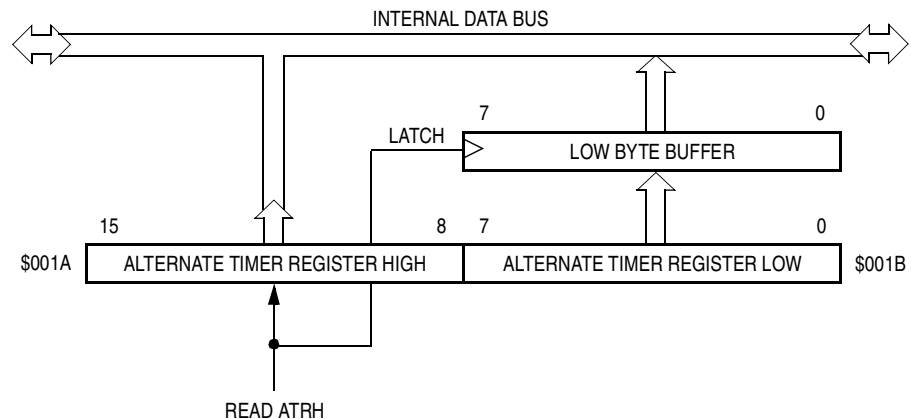 INTERNAL DATA BUS
7 0
LATCH
LOW BYTE BUFFER
15 8 7 0
$001A ALTERNATE TIMER REGISTER HIGH ALTERNATE TIMER REGISTER LOW $001B
READ ATRH